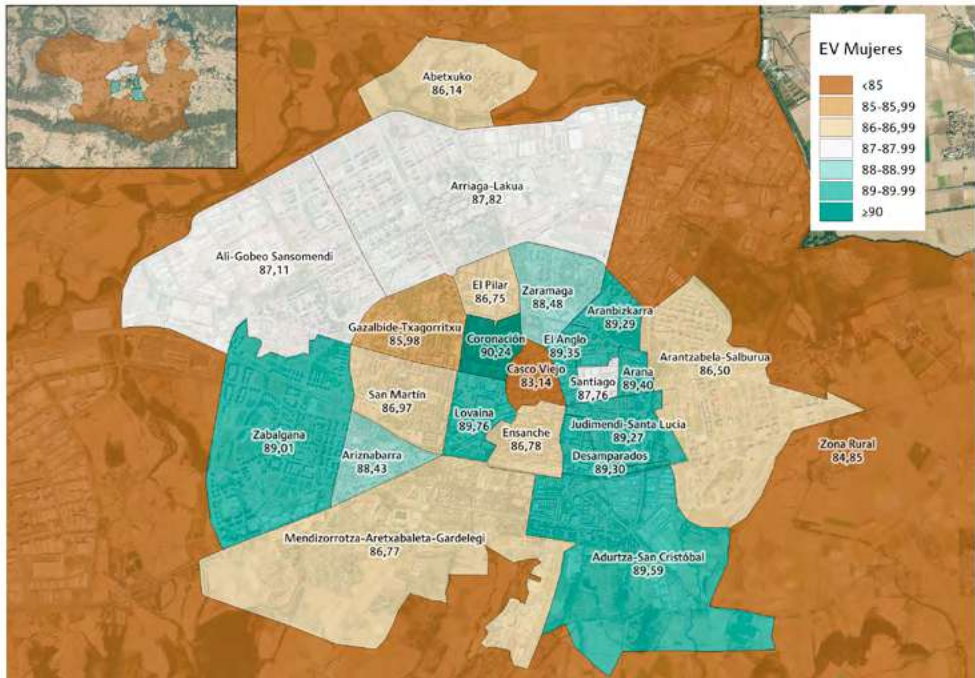 EV Mujeres
<85
85-85,99
86-86,99
87-87.99
88-88.99
89-89.99
≥90
Abetxuko
86,14
Arriaga-Lakua
87,82
Ali-Gobeo Sansomendi
87,11
El Pilar
86,75
Zaramaga
88,48
Aranbizkarra
89,29
Gazalbide-Txagorritxu
85,98
Coronación
90,24
El Anglo
89,35
Arantzabela-Salburua
86,50
Casco Viejo
83,14
Santiago
87,76
Arana
89,40
San Martín
86,97
Lovaina
89,76
Ensanche
86,78
Judimendi-Santa Lucia
89,27
Zabalgana
89,01
Ariznabarra
88,43
Desamparados
89,30
Zona Rural
84,85
Mendizorrotza-Aretxabaleta-Gardelegi
86,77
Adurtza-San Cristóbal
89,59